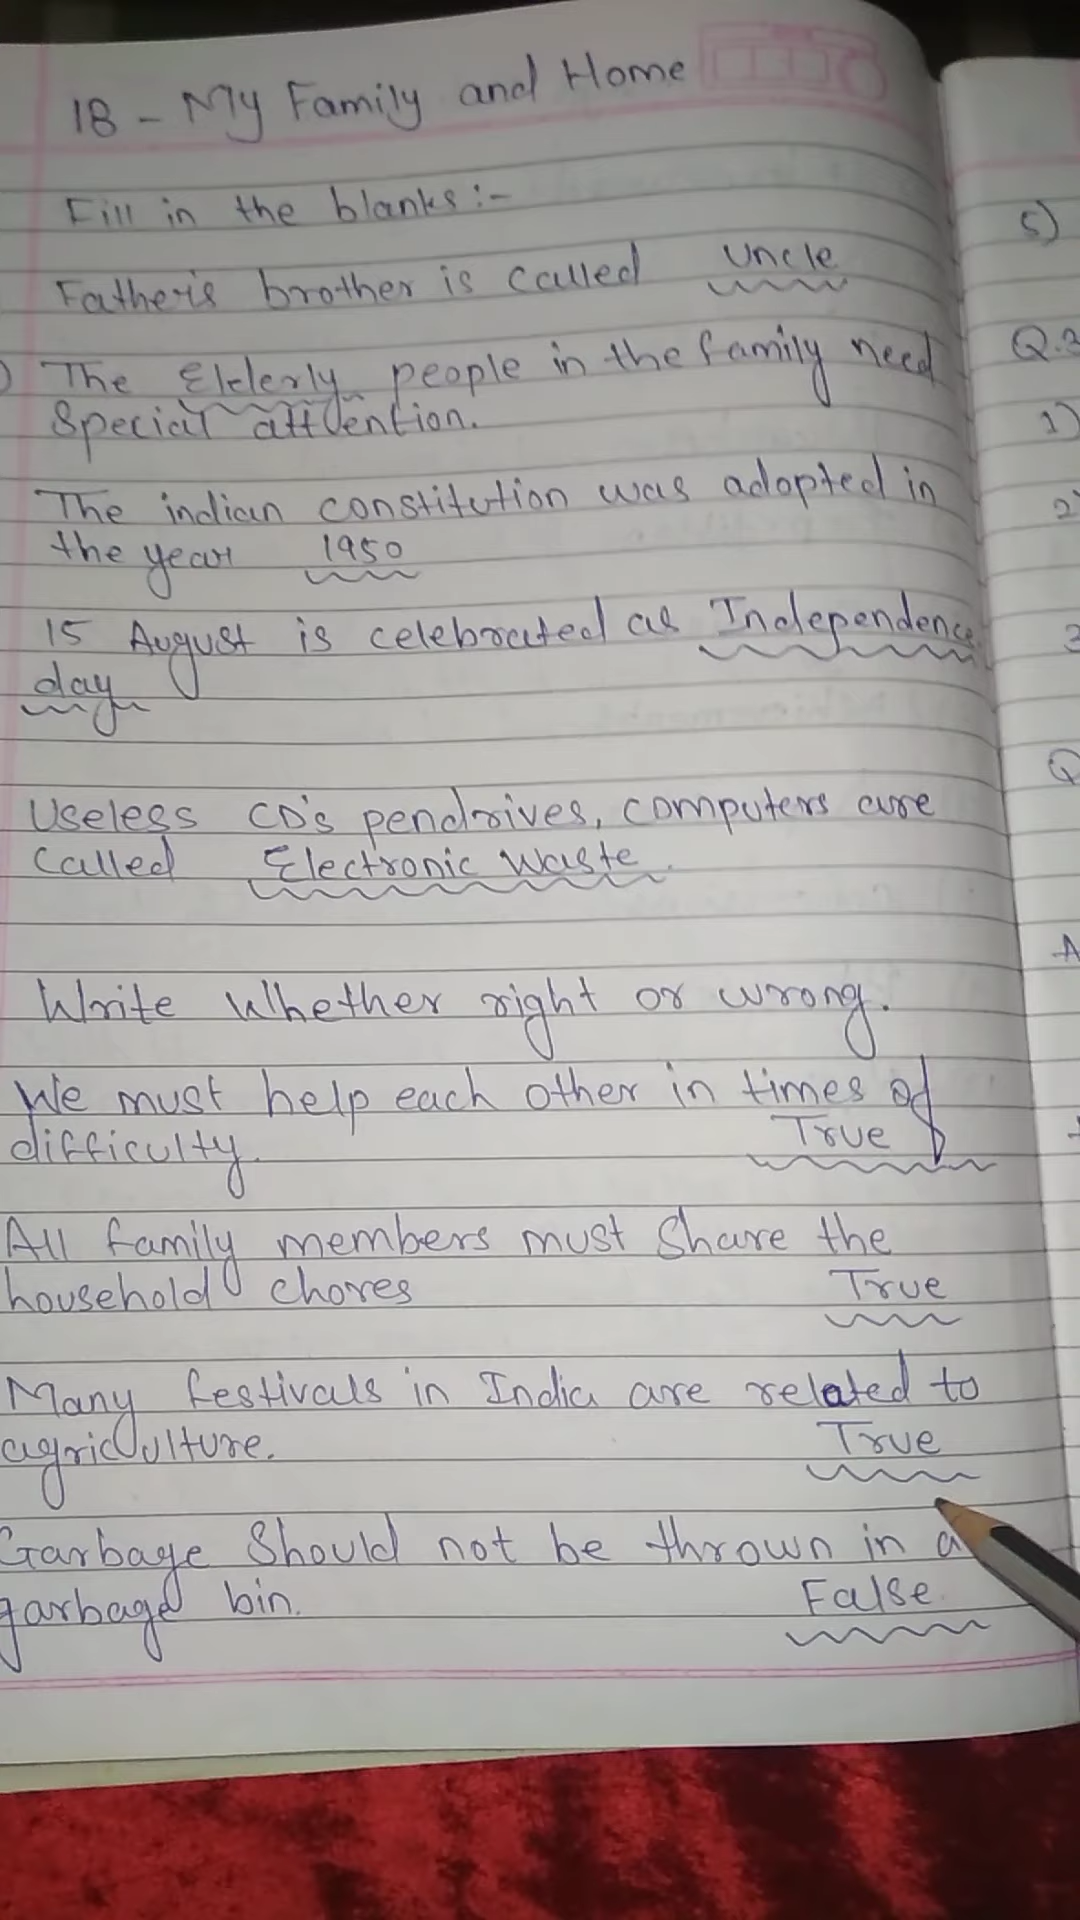 18 - My Family and Home
Fill in the blanks :-
Father's brother is called Uncle
The Elderly people in the family need
Special attention.
The indian constitution was adopted in
the year 1950
15 August is celebrated as Independence
day
Useless CD's pendrives, computers are
called Electronic Waste.
Write Whether right or wrong.
We must help each other in times of
difficulty. True
All family members must Share the
household chores True
Many festivals in India are related to
agriculture. True
Garbage Should not be thrown in a
garbage bin. False.
5)
Q.2
1)
2)
3
Q
A